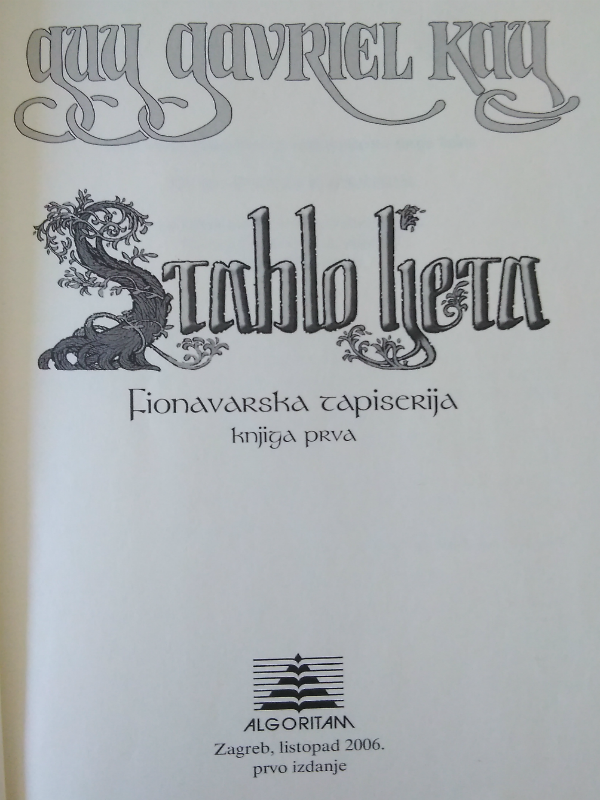 guy gavriel kay
Stablo ljeta
Fionavarska tapiserija
knjiga prva
ALGORITAM
Zagreb, listopad 2006.
prvo izdanje